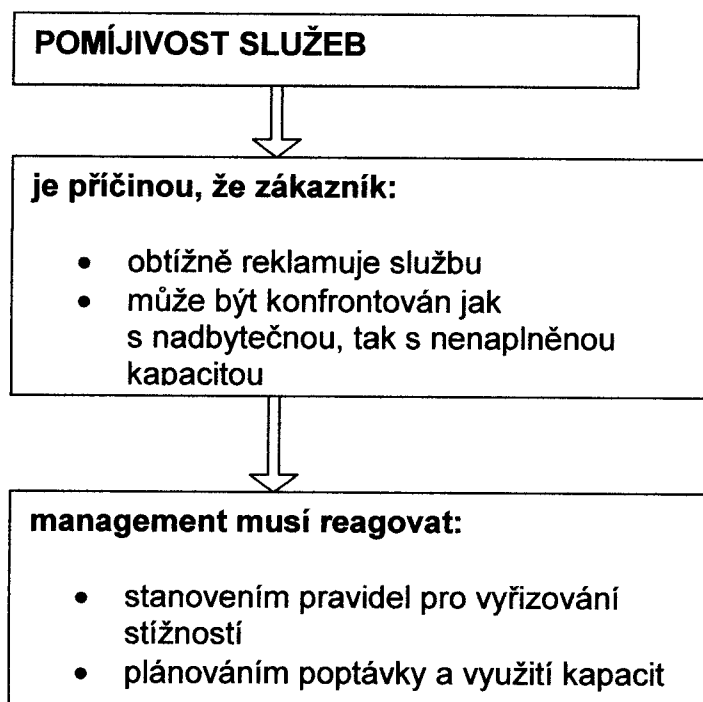 POMÍJIVOST SLUŽEB
je příčinou, že zákazník:
• obtížně reklamuje službu
• může být konfrontován jak
s nadbytečnou, tak s nenaplněnou
kapacitou
management musí reagovat:
• stanovením pravidel pro vyřizování
stížností
• plánováním poptávky a využití kapacit